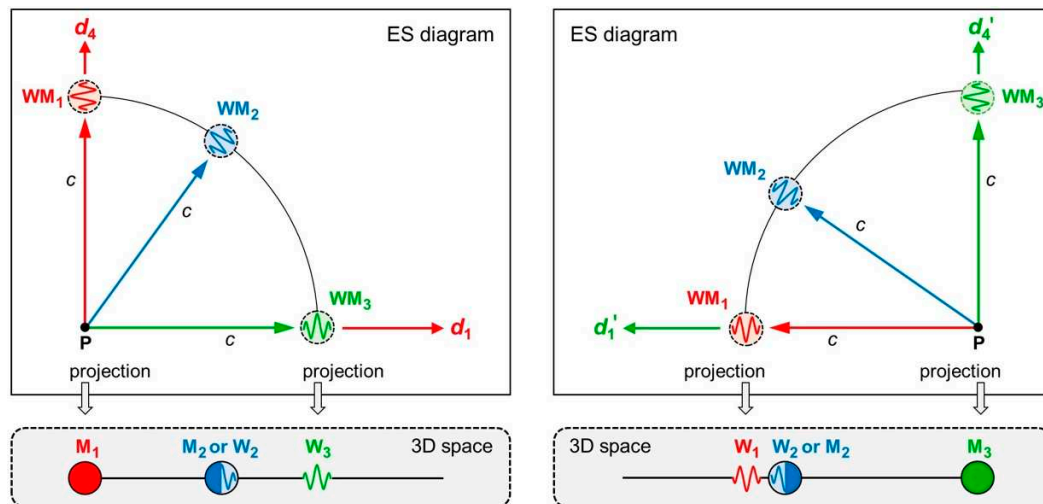 d₄
ES diagram
WM₁
WM₂
c
c
WM₃
P
c
d₁
projection
projection
M₁
M₂ or W₂
W₃
3D space
ES diagram
d₄'
WM₃
WM₂
c
c
WM₁
d₁'
c
P
projection
projection
3D space
W₁
W₂ or M₂
M₃